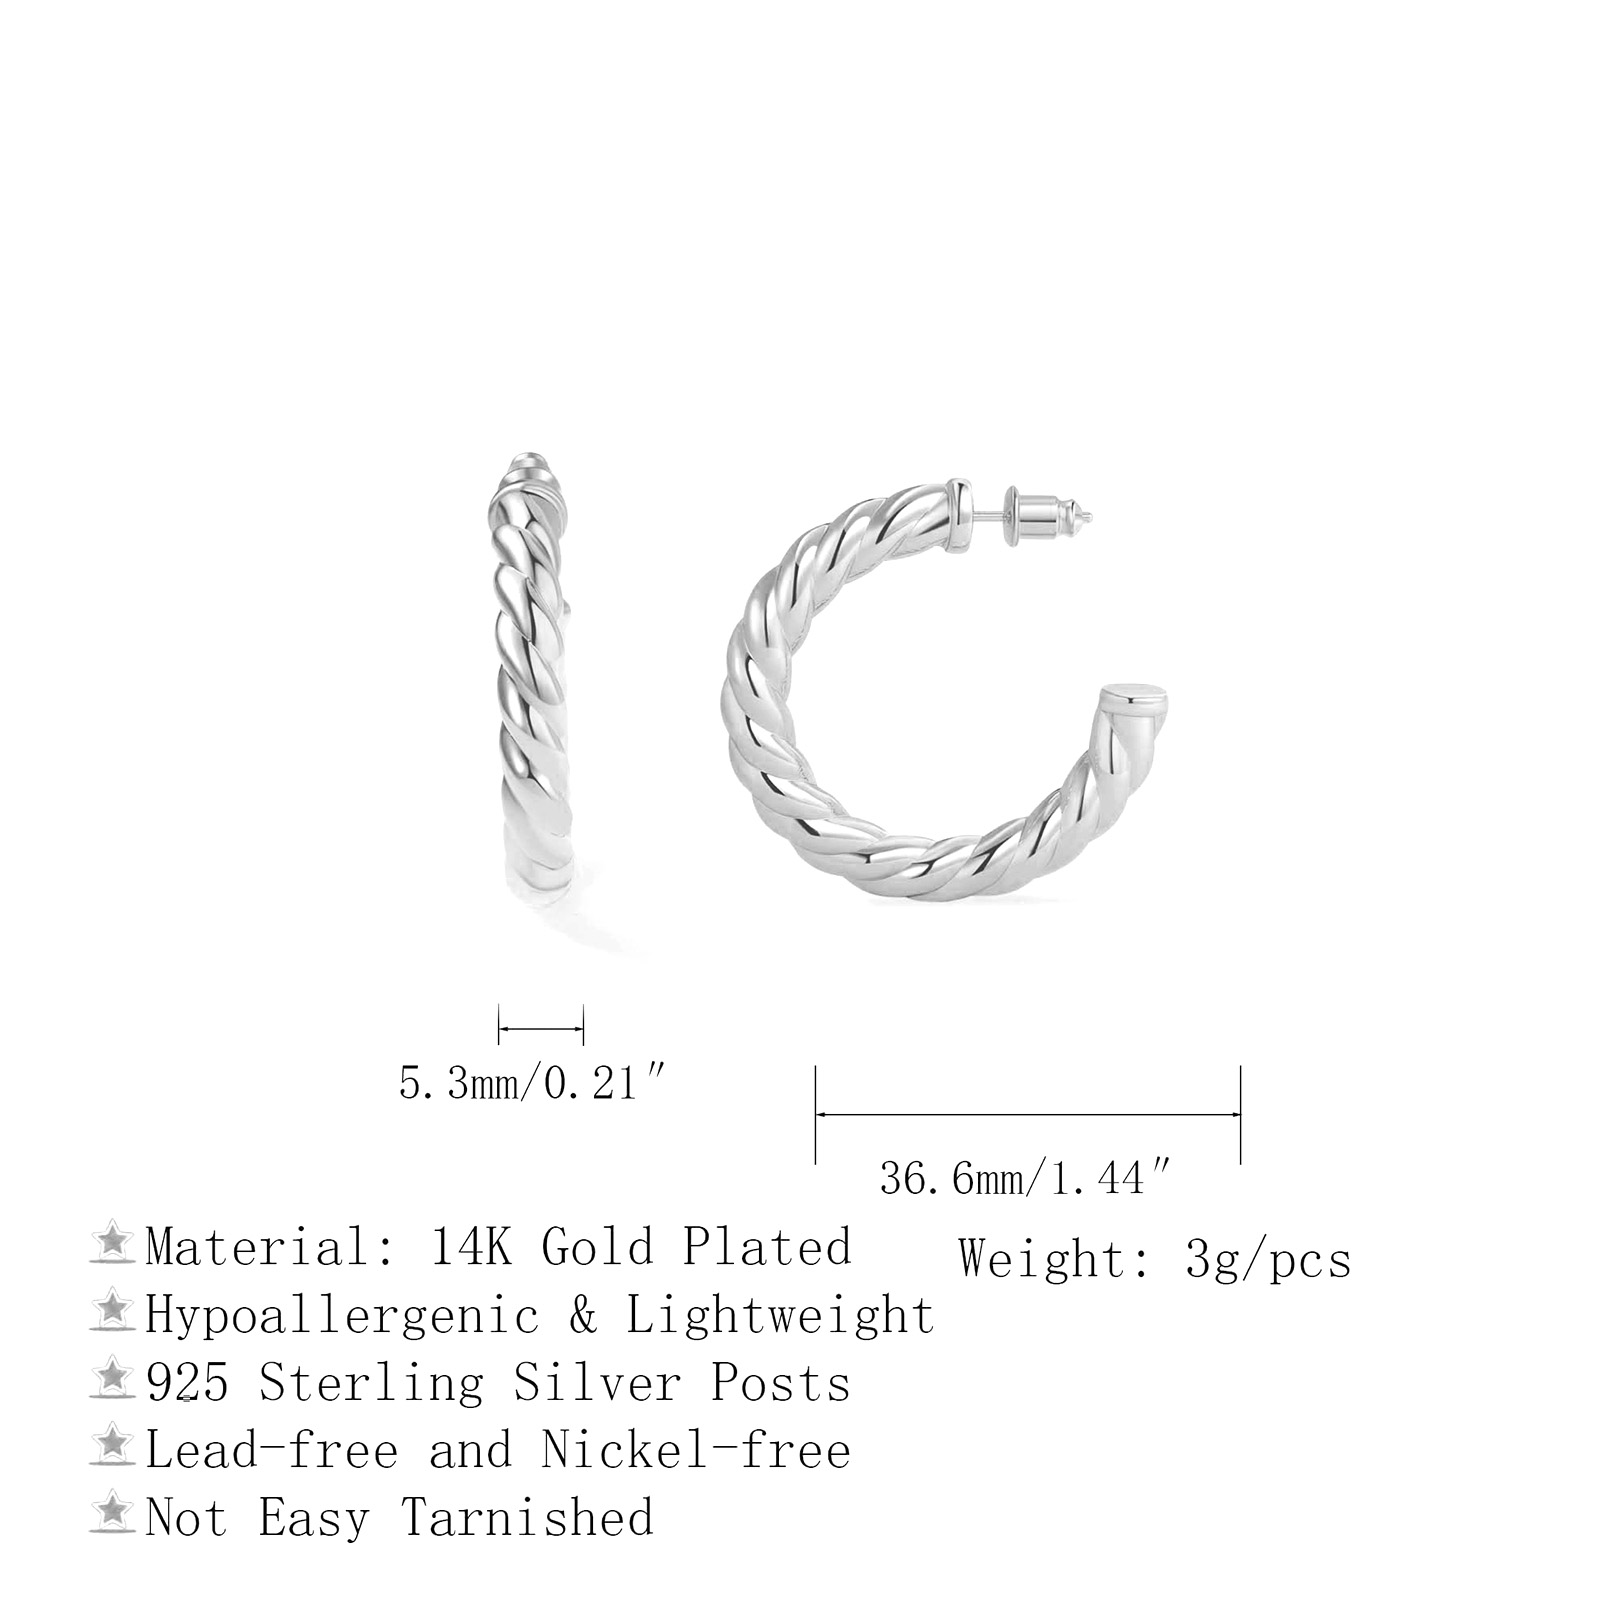 5.3mm/0.21″
36.6mm/1.44″
Material: 14K Gold Plated
Weight: 3g/pcs
Hypoallergenic & Lightweight
925 Sterling Silver Posts
Lead-free and Nickel-free
Not Easy Tarnished